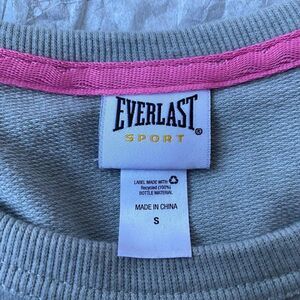 EVERLAST®
SPORT
LABEL MADE WITH ♻
Recycled (100%)
BOTTLE MATERIAL
MADE IN CHINA
S